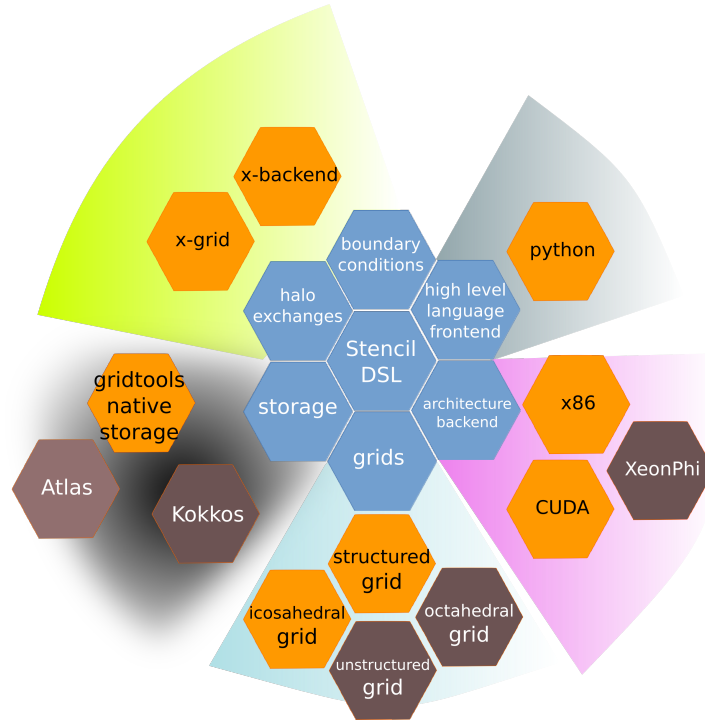 x-backend
x-grid
boundary
conditions
python
halo
exchanges
high level
language
frontend
Stencil
DSL
gridtools
native
storage
storage
architecture
backend
x86
grids
XeonPhi
Atlas
Kokkos
CUDA
structured
grid
icosahedral
grid
octahedral
grid
unstructured
grid